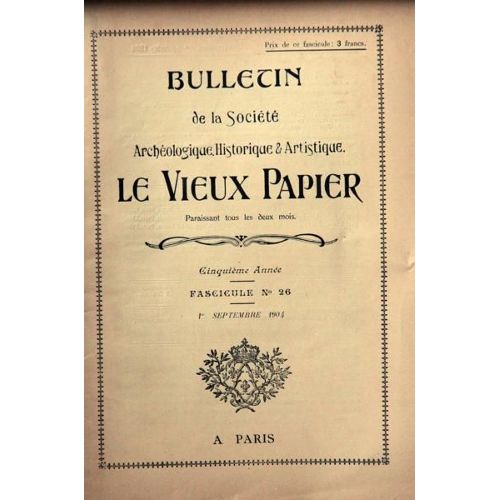 Prix de ce fascicule: 3 francs.
BULLETIN
de la Société
Archéologique, Historique & Artistique.
LE VIEUX PAPIER
Paraissant tous les deux mois.
Cinquième Année
FASCICULE No 26
1er SEPTEMBRE 1904
A PARIS